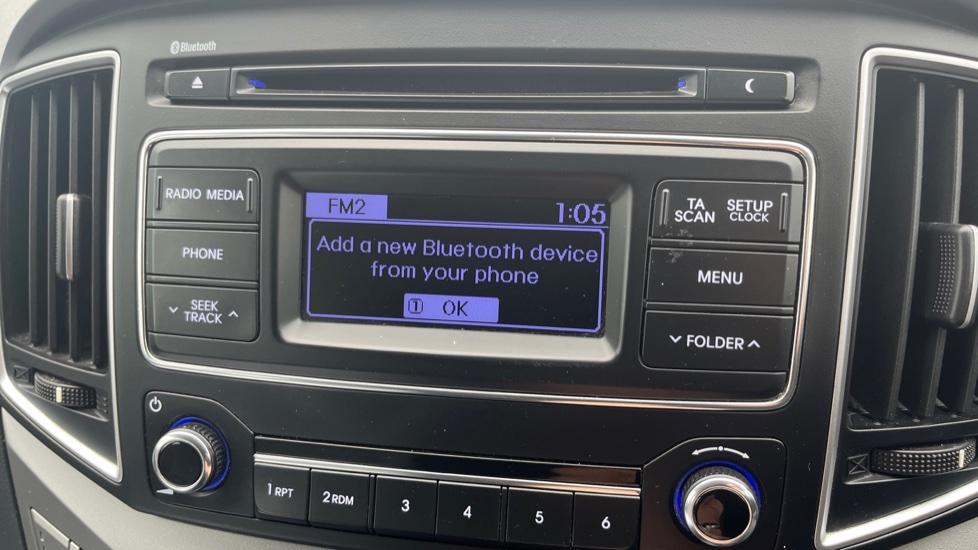 Bluetooth
RADIO MEDIA
PHONE
SEEK
TRACK
FM2 1:05
Add a new Bluetooth device
from your phone
1 OK
TA
SCAN
SETUP
CLOCK
MENU
FOLDER
1 RPT 2 RDM 3 4 5 6